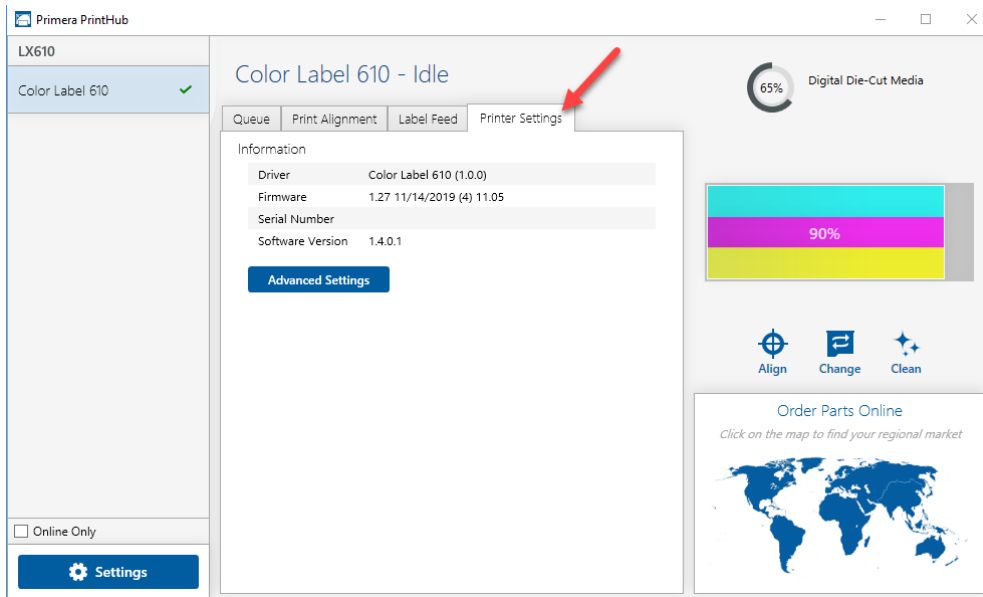 Primera PrintHub
LX610
Color Label 610
Color Label 610 - Idle
65%
Digital Die-Cut Media
Queue
Print Alignment
Label Feed
Printer Settings
Information
Driver Color Label 610 (1.0.0)
Firmware 1.27 11/14/2019 (4) 11.05
Serial Number
Software Version 1.4.0.1
Advanced Settings
90%
Align
Change
Clean
Order Parts Online
Click on the map to find your regional market
Online Only
Settings